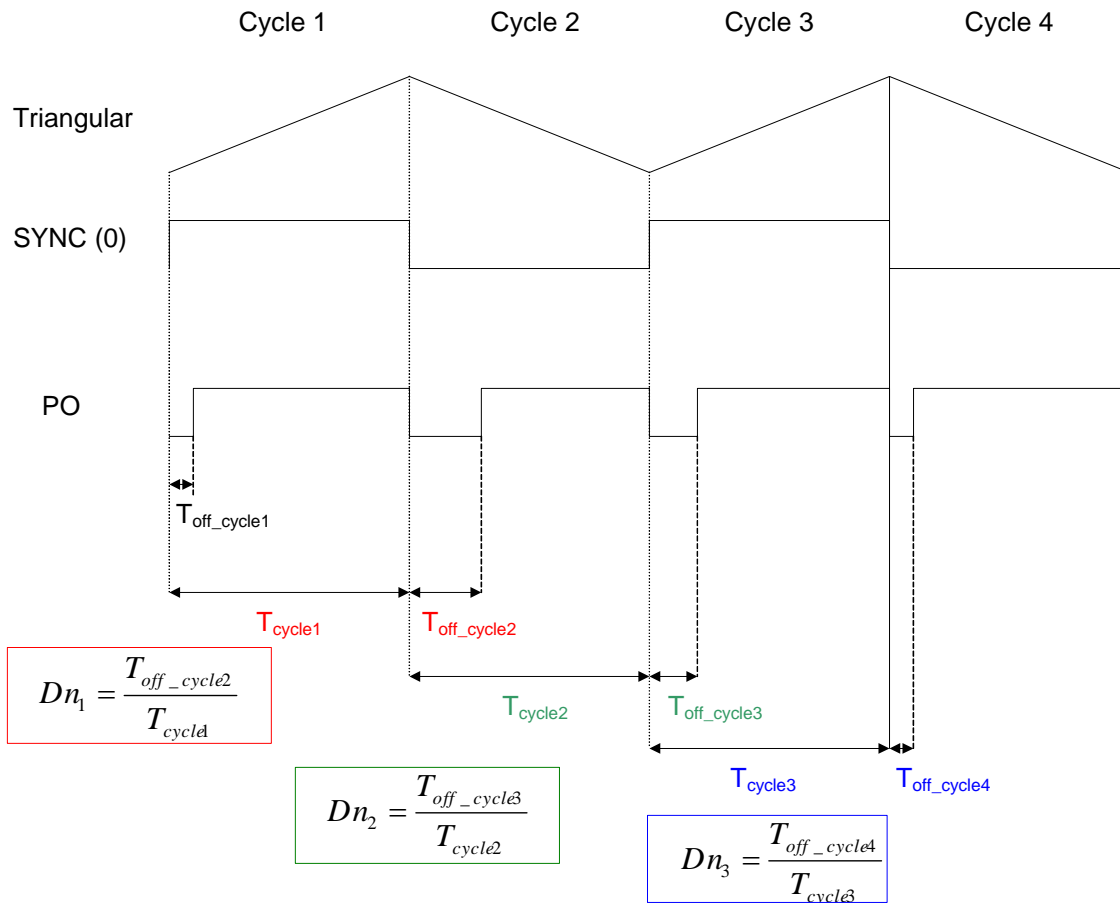 Cycle 1 Cycle 2 Cycle 3 Cycle 4
Triangular
SYNC (0)
PO
Toff_cycle1
Tcycle1 Toff_cycle2
Dn1 = Toff_cycle2 / Tcycle1
Tcycle2 Toff_cycle3
Dn2 = Toff_cycle3 / Tcycle2
Tcycle3 Toff_cycle4
Dn3 = Toff_cycle4 / Tcycle3